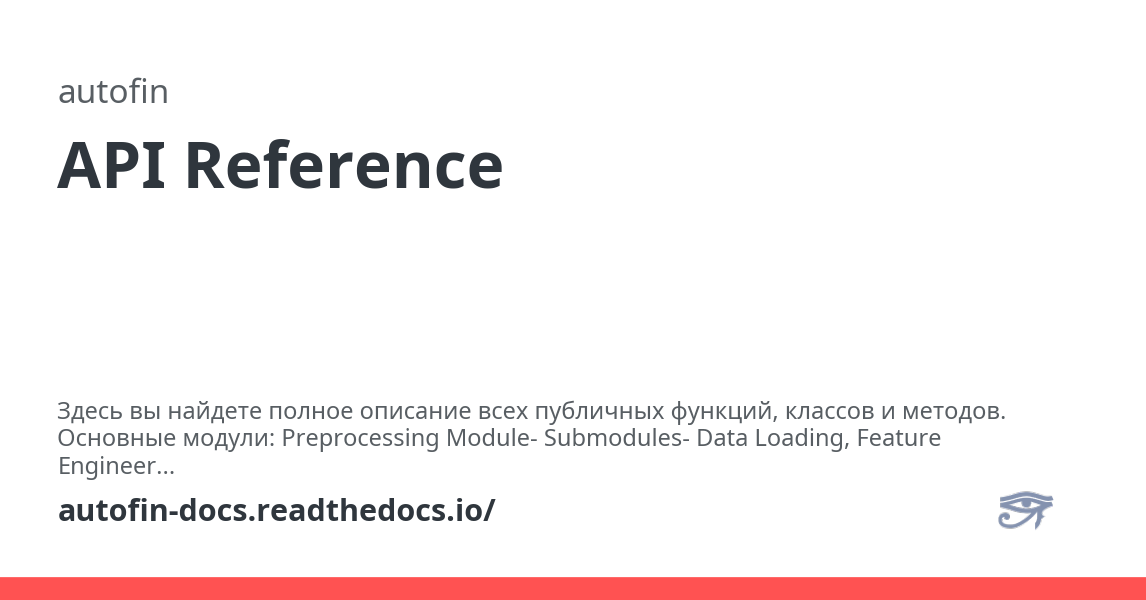 autofin
API Reference
Здесь вы найдете полное описание всех публичных функций, классов и методов.
Основные модули: Preprocessing Module- Submodules- Data Loading, Feature
Engineer...
autofin-docs.readthedocs.io/